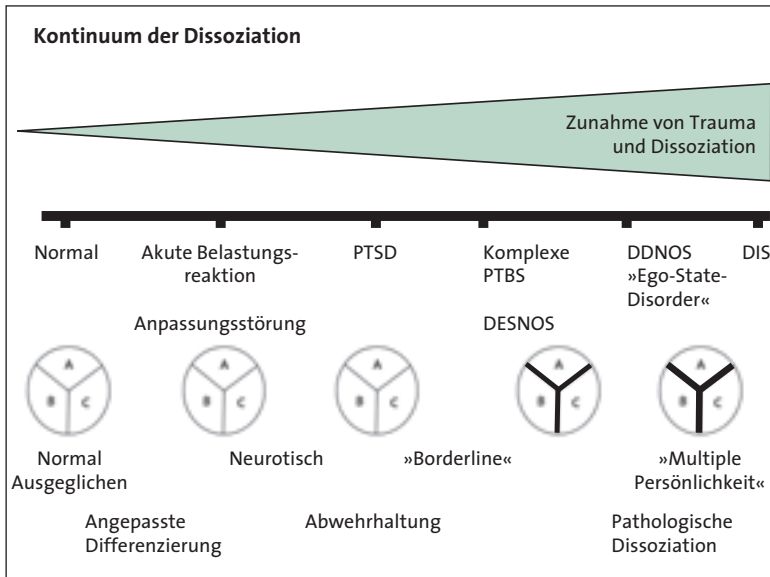 Kontinuum der Dissoziation
Zunahme von Trauma
und Dissoziation
Normal
Akute Belastungs-
reaktion
PTSD
Komplexe
PTBS
DDNOS
»Ego-State-
Disorder«
DIS
Anpassungsstörung
DESNOS
A
B C
A
B C
A
B C
A
B C
A
B C
Normal
Ausgeglichen
Neurotisch
»Borderline«
»Multiple
Persönlichkeit«
Angepasste
Differenzierung
Abwehrhaltung
Pathologische
Dissoziation